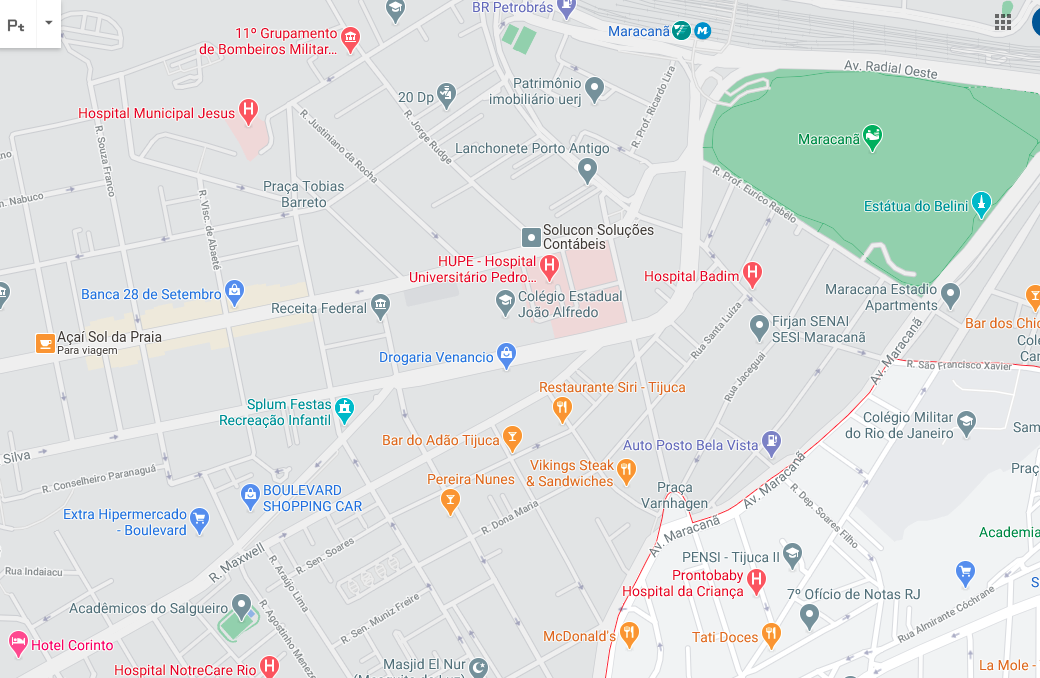 Pt
BR Petrobrás
Maracanã
11º Grupamento
de Bombeiros Militar...
Av. Radial Oeste
Patrimônio
imobiliário uerj
20 Dp
R. Prof. Ricardo Lira
Hospital Municipal Jesus
R. Souza Franco
R. Justiniano da Rocha
R. Jorge Rudge
Lanchonete Porto Antigo
Maracanã
R. Prof. Eurico Rabelo
Estátua do Belini
Praça Tobias
Barreto
. Nabuco
R. Visc. de Abaeté
Solucon Soluções
Contábeis
HUPE - Hospital
Universitário Pedro...
Hospital Badim
Banca 28 de Setembro
Receita Federal
Colégio Estadual
João Alfredo
Maracana Estadio
Apartments
Bar dos Chic
Açaí Sol da Praia
Para viagem
Firjan SENAI
SESI Maracanã
R. Santa Luíza
Av. Maracanã
Drogaria Venancio
R. Jaceguai
R. São Francisco Xavier
Restaurante Siri - Tijuca
Splum Festas
Recreação Infantil
Colégio Militar
do Rio de Janeiro
Bar do Adão Tijuca
Auto Posto Bela Vista
Silva
R. Conselheiro Paranaguá
Vikings Steak
& Sandwiches
Pereira Nunes
Praça
Varnhagen
Av. Maracanã
BOULEVARD
SHOPPING CAR
R. Dona Maria
R. Dep. Soares Filho
Extra Hipermercado
- Boulevard
Av. Maracanã
Academia
R. Maxwell
R. Sen. Soares
PENSI - Tijuca II
Rua Indaiacu
R. Araújo Lima
Prontobaby
Hospital da Criança
7º Ofício de Notas RJ
Acadêmicos do Salgueiro
R. Agostinho Menezes
R. Sen. Muniz Freire
Rua Almirante Cóchrane
Hotel Corinto
McDonald's
Tati Doces
Hospital NotreCare Rio
Masjid El Nur
La Mole -